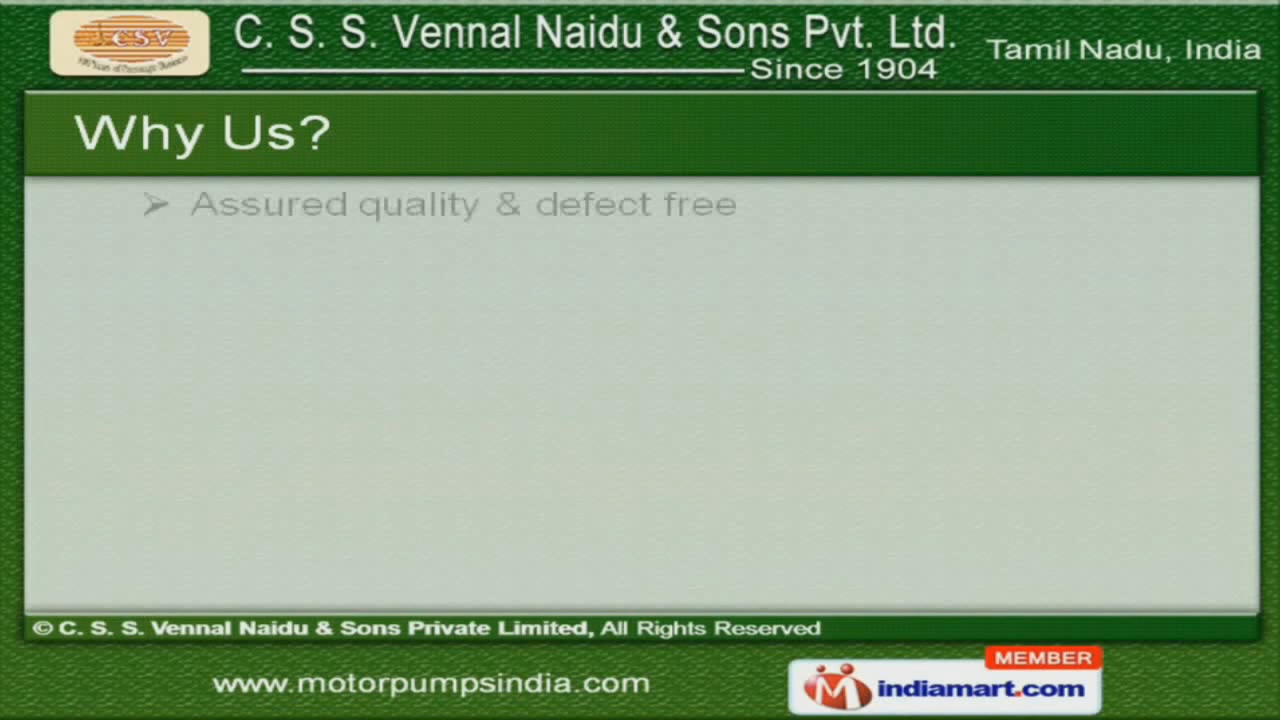 CSV
C. S. S. Vennal Naidu & Sons Pvt. Ltd.
Since 1904
Tamil Nadu, India
Why Us?
➢ Assured quality & defect free
© C. S. S. Vennal Naidu & Sons Private Limited, All Rights Reserved
www.motorpumpsindia.com
MEMBER
indiamart.com